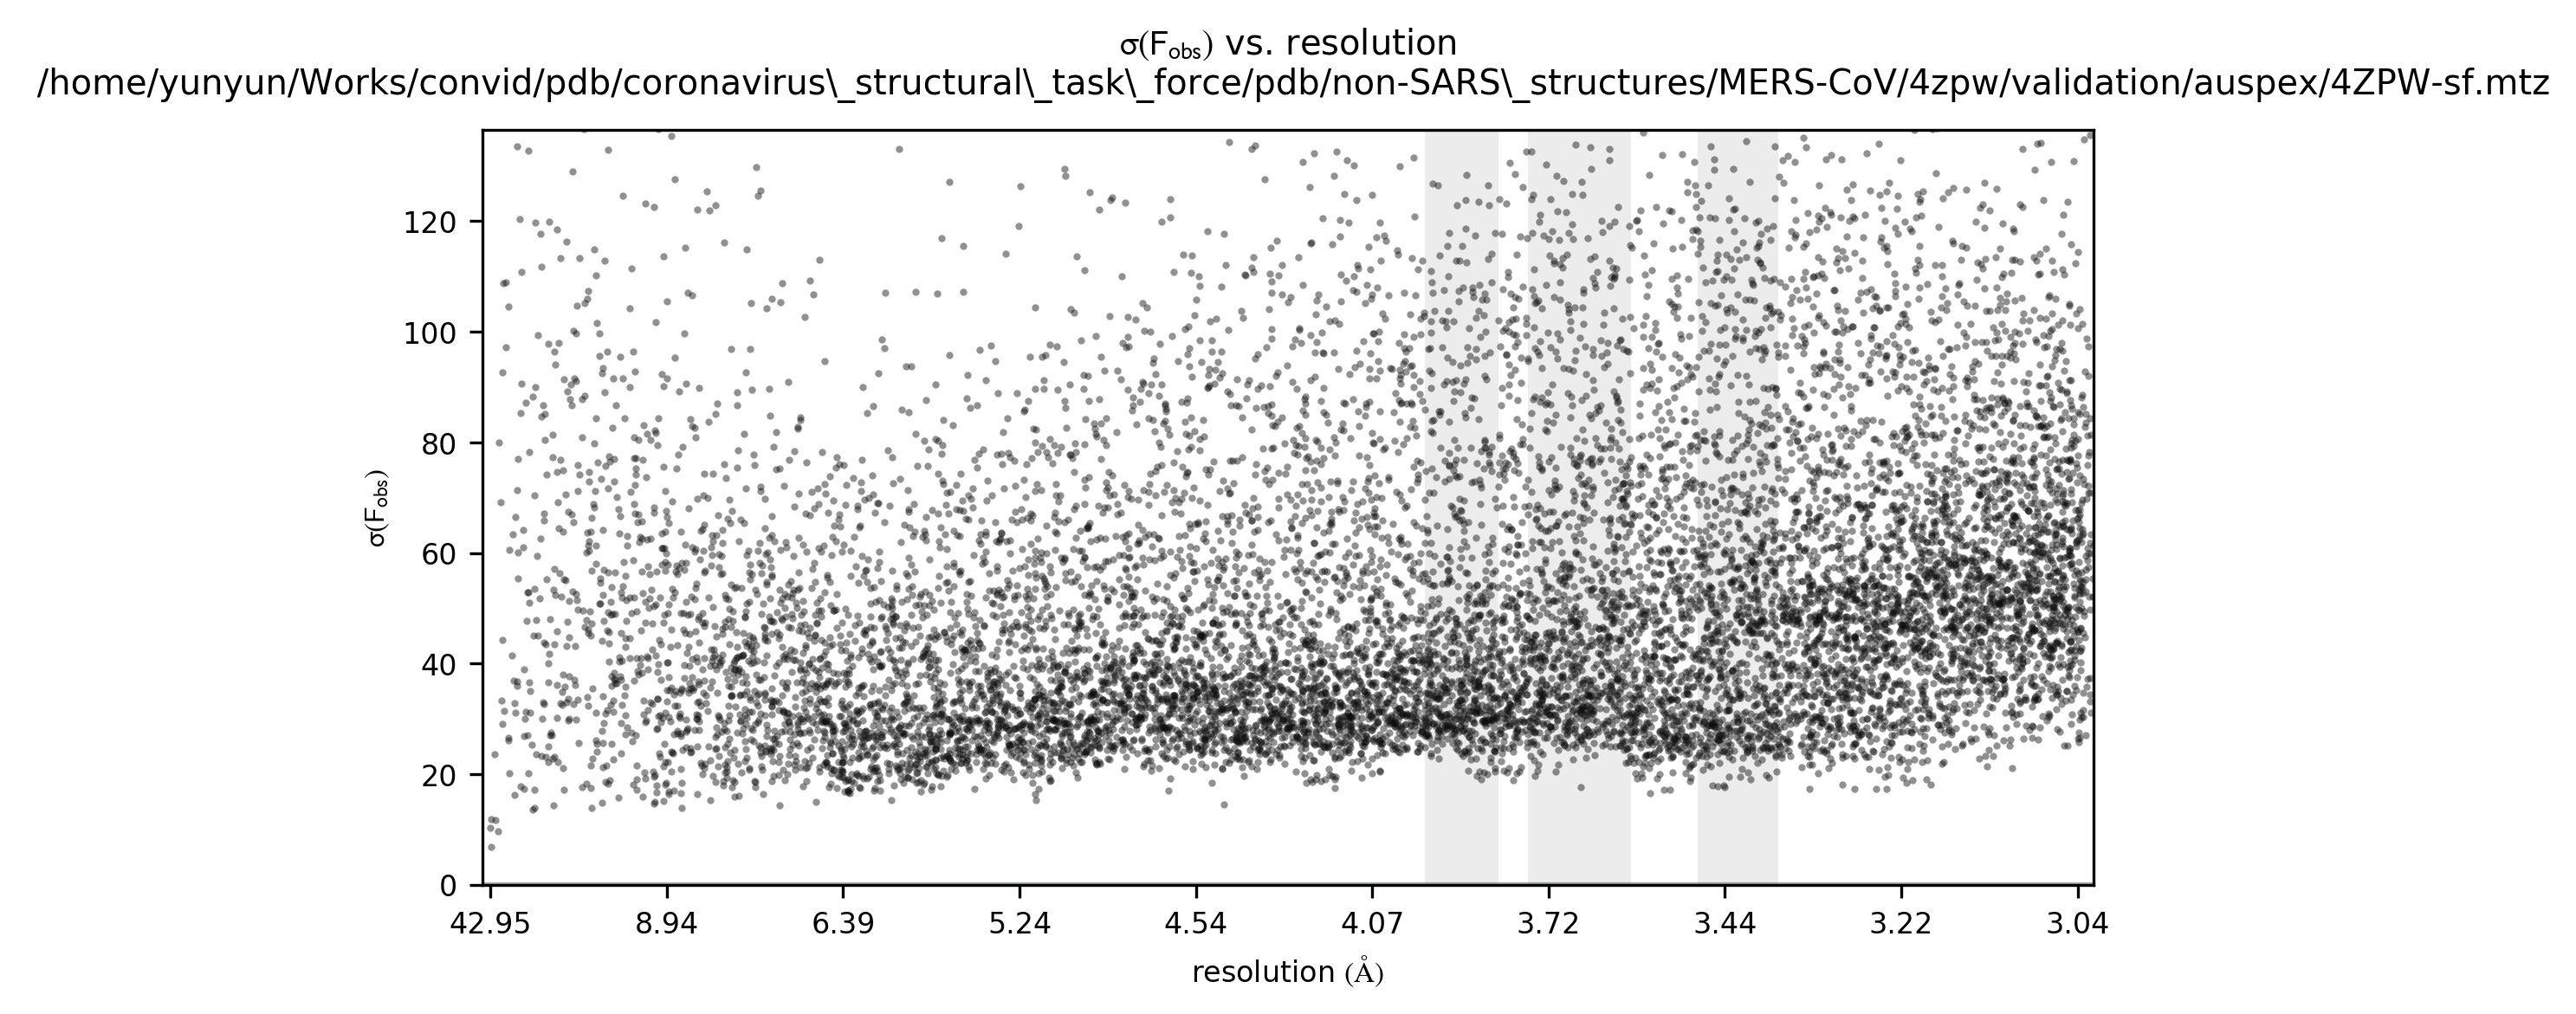 σ(Fobs) vs. resolution
/home/yunyun/Works/convid/pdb/coronavirus\_structural\_task\_force/pdb/non-SARS\_structures/MERS-CoV/4zpw/validation/auspex/4ZPW-sf.mtz
σ(Fobs)
120
100
80
60
40
20
0
42.95 8.94 6.39 5.24 4.54 4.07 3.72 3.44 3.22 3.04
resolution (Å)